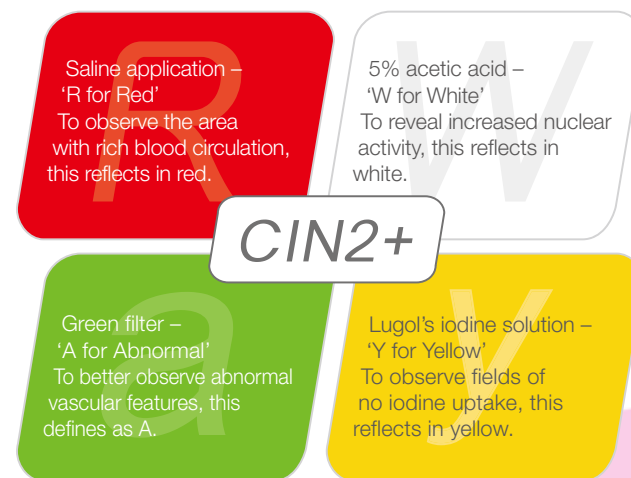 R
Saline application –
‘R for Red’
To observe the area
with rich blood circulation,
this reflects in red.
W
5% acetic acid –
‘W for White’
To reveal increased nuclear
activity, this reflects in
white.
CIN2+
a
Green filter –
‘A for Abnormal’
To better observe abnormal
vascular features, this
defines as A.
y
Lugol’s iodine solution –
‘Y for Yellow’
To observe fields of
no iodine uptake, this
reflects in yellow.